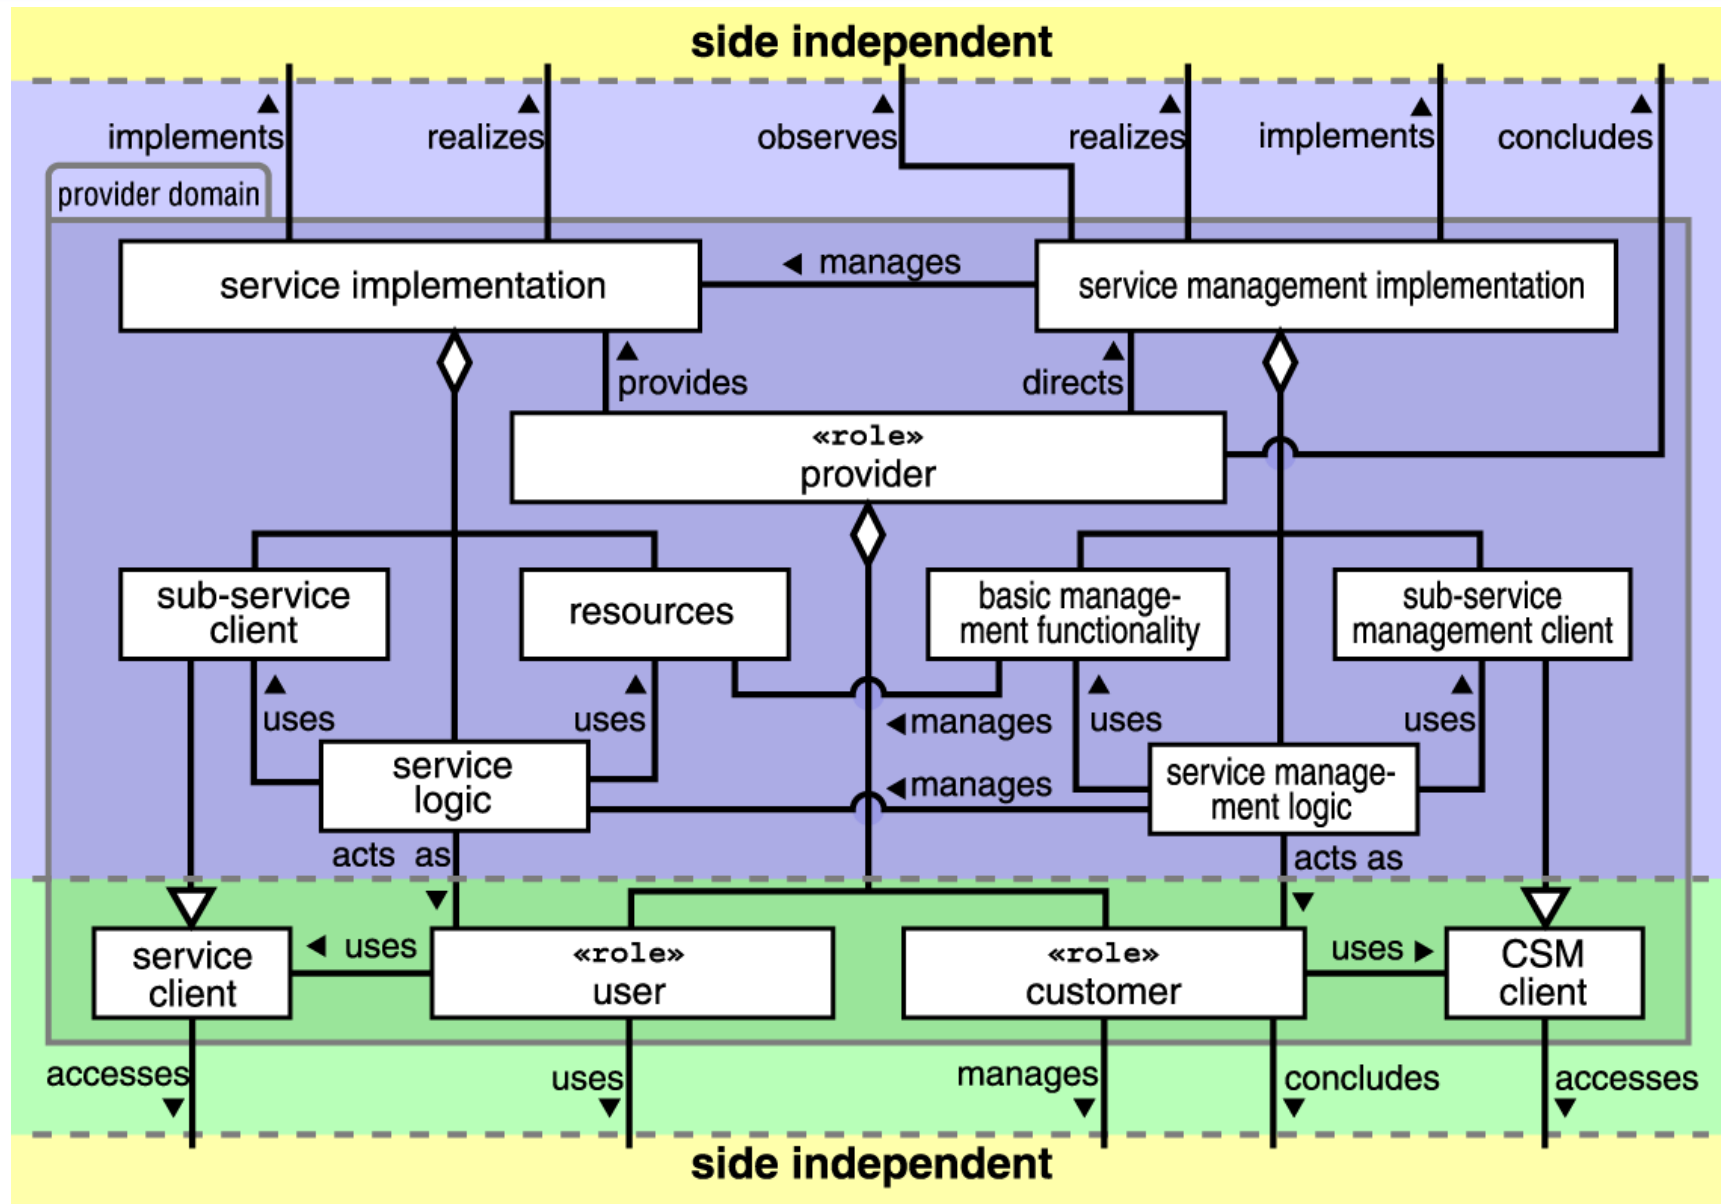 side independent
implements
realizes
observes
realizes
implements
concludes
provider domain
service implementation
manages
service management implementation
provides
directs
«role»
provider
sub-service
client
resources
basic manage-
ment functionality
sub-service
management client
uses
uses
manages
uses
uses
service
logic
manages
service manage-
ment logic
acts as
acts as
service
client
uses
«role»
user
«role»
customer
uses
CSM
client
accesses
uses
manages
concludes
accesses
side independent